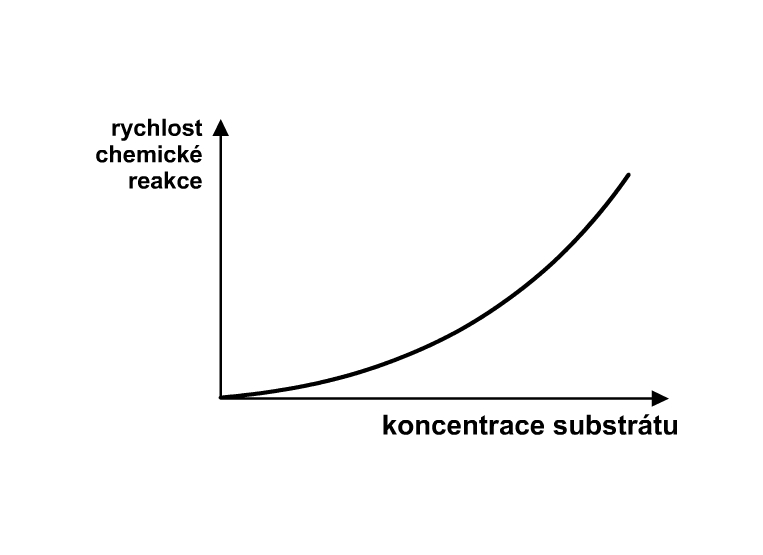 rychlost
chemické
reakce
koncentrace substrátu